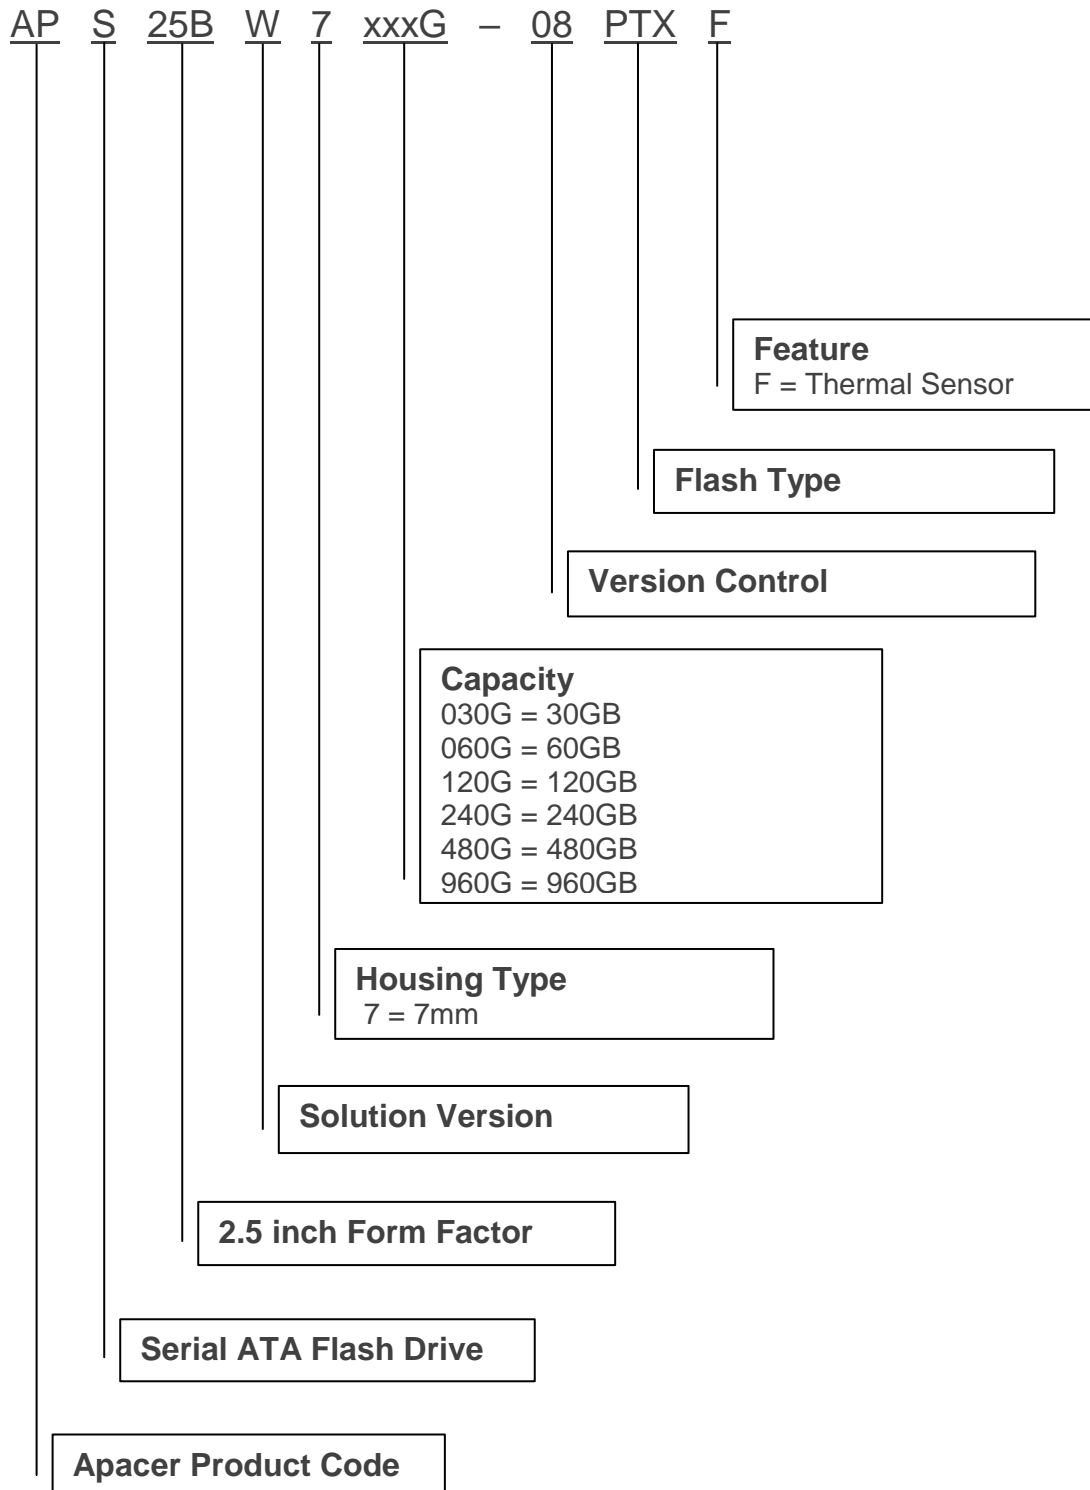 AP S 25B W 7 xxxG – 08 PTX F
Feature
F = Thermal Sensor
Flash Type
Version Control
Capacity
030G = 30GB
060G = 60GB
120G = 120GB
240G = 240GB
480G = 480GB
960G = 960GB
Housing Type
7 = 7mm
Solution Version
2.5 inch Form Factor
Serial ATA Flash Drive
Apacer Product Code